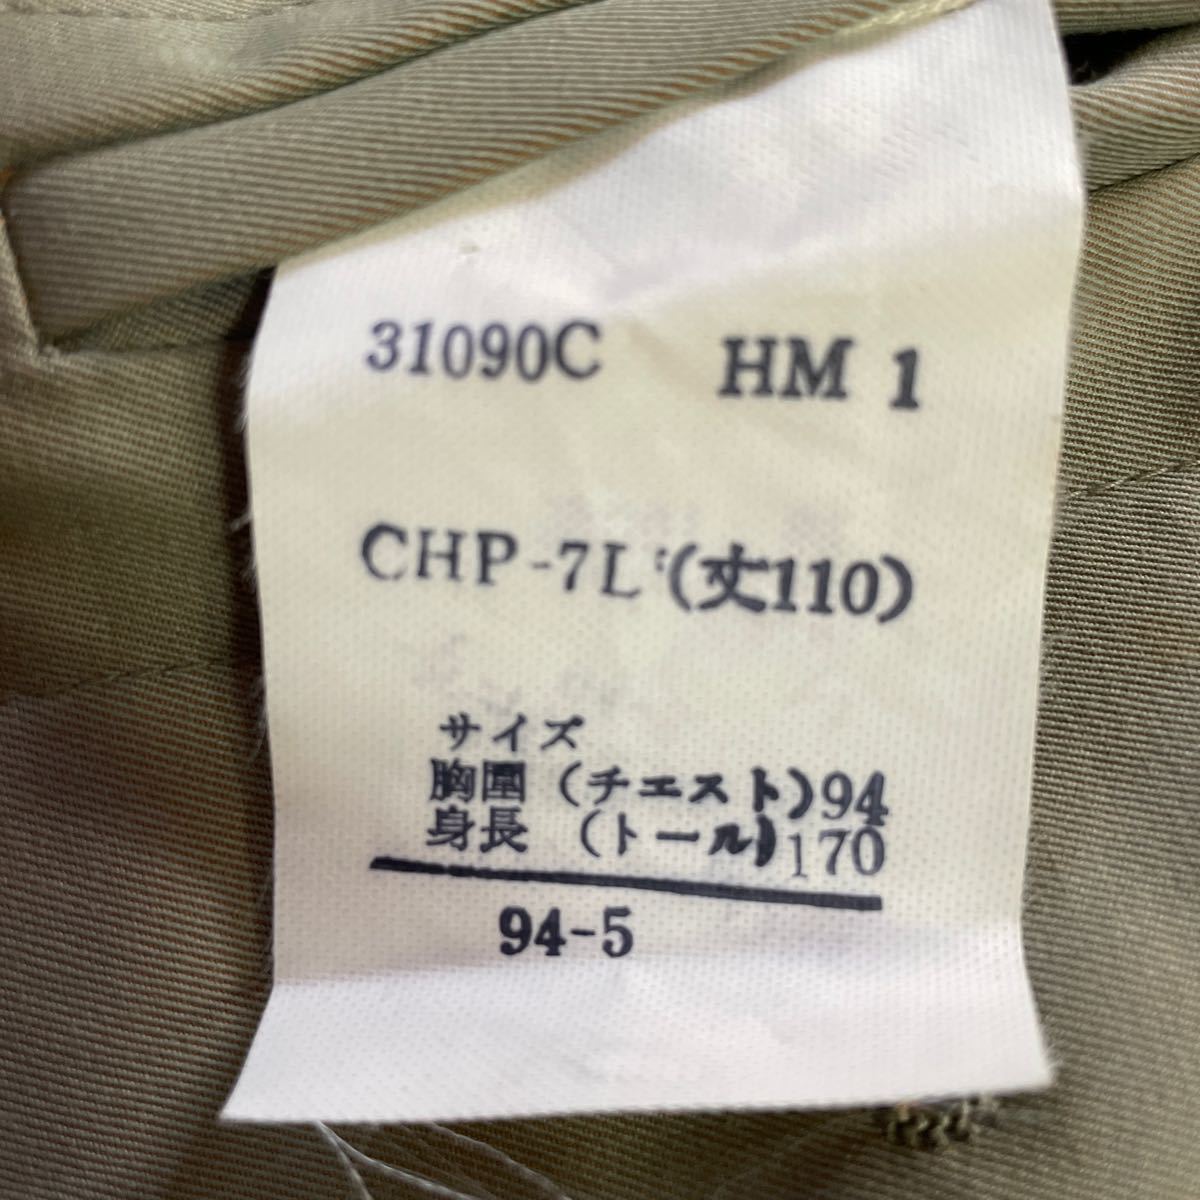 31090C HM 1
CHP-7L (丈110)
サイズ
胸囲 (チエスト) 94
身長 (トール) 170
94-5